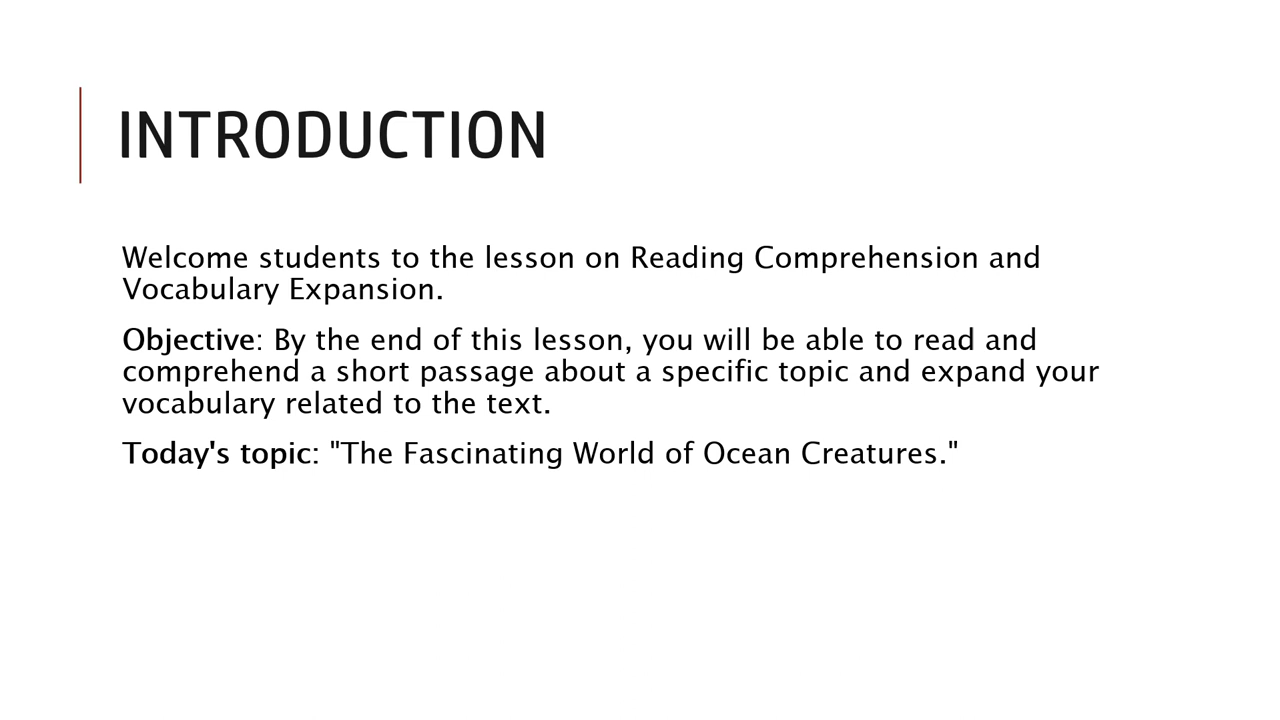 INTRODUCTION
Welcome students to the lesson on Reading Comprehension and
Vocabulary Expansion.
Objective: By the end of this lesson, you will be able to read and
comprehend a short passage about a specific topic and expand your
vocabulary related to the text.
Today's topic: "The Fascinating World of Ocean Creatures."